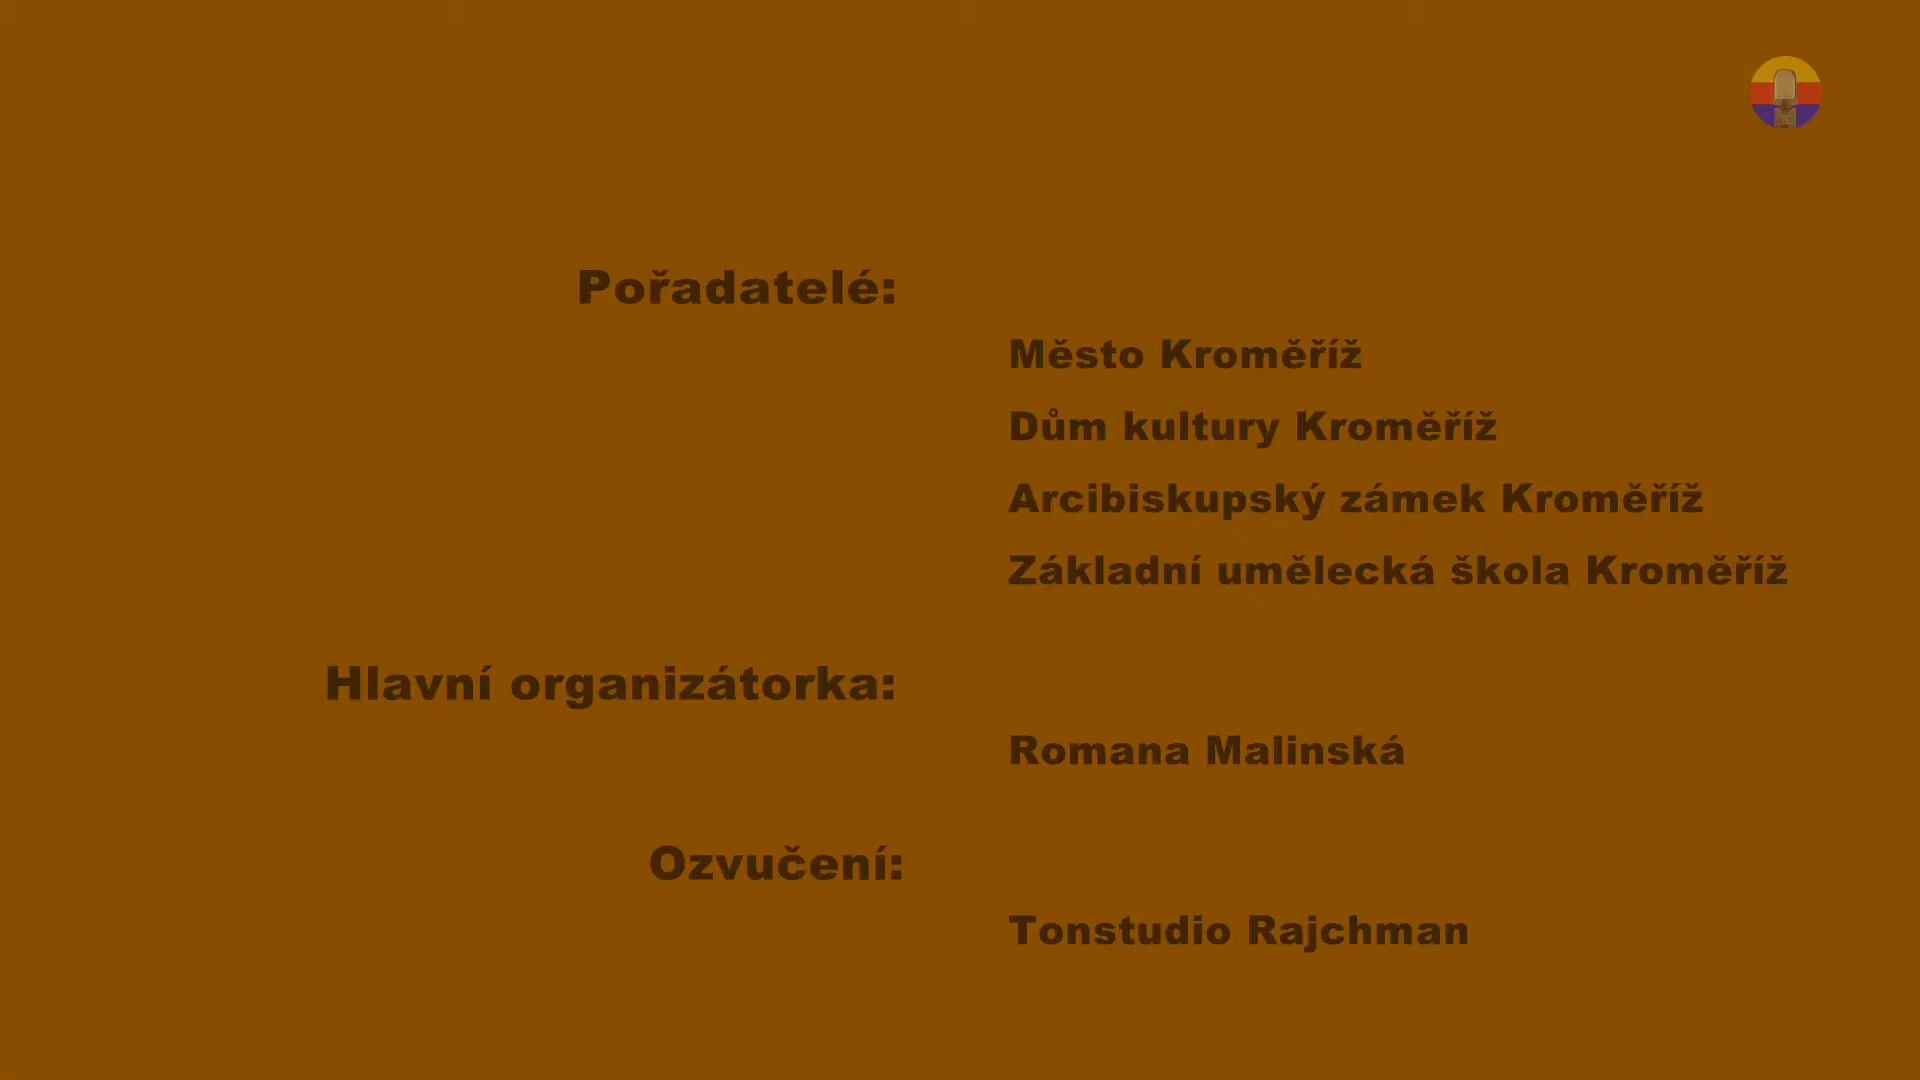 Pořadatelé:
Město Kroměříž
Dům kultury Kroměříž
Arcibiskupský zámek Kroměříž
Základní umělecká škola Kroměříž
Hlavní organizátorka:
Romana Malinská
Ozvučení:
Tonstudio Rajchman